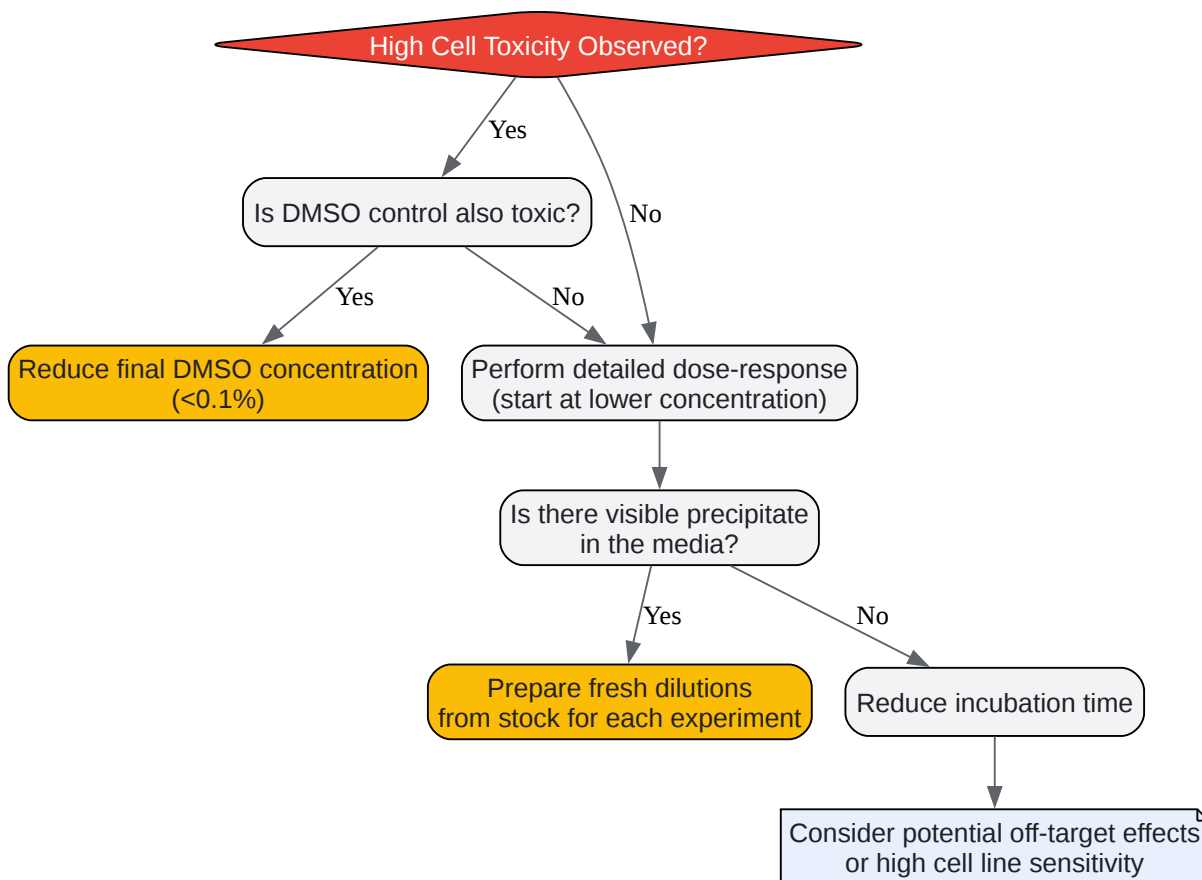 High Cell Toxicity Observed?
Yes
Is DMSO control also toxic?
No
Yes
No
Reduce final DMSO concentration
(<0.1%)
Perform detailed dose-response
(start at lower concentration)
Is there visible precipitate
in the media?
Yes
No
Prepare fresh dilutions
from stock for each experiment
Reduce incubation time
Consider potential off-target effects
or high cell line sensitivity